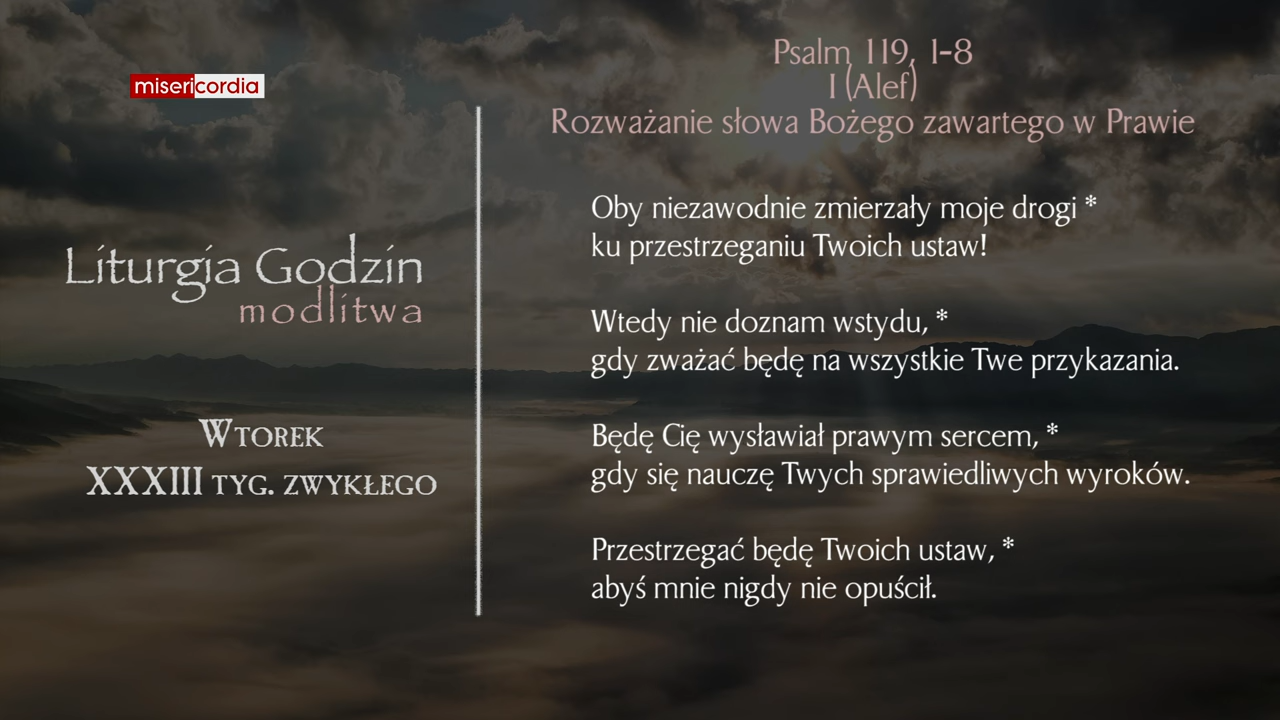 misericordia
Liturgia Godzin
modlitwa
Wtorek
XXXIII tyg. zwykłego
Psalm 119, 1-8
I (Alef)
Rozważanie słowa Bożego zawartego w Prawie
Oby niezawodnie zmierzały moje drogi *
ku przestrzeganiu Twoich ustaw!
Wtedy nie doznam wstydu, *
gdy zważać będę na wszystkie Twe przykazania.
Będę Cię wysławiał prawym sercem, *
gdy się nauczę Twych sprawiedliwych wyroków.
Przestrzegać będę Twoich ustaw, *
abyś mnie nigdy nie opuścił.